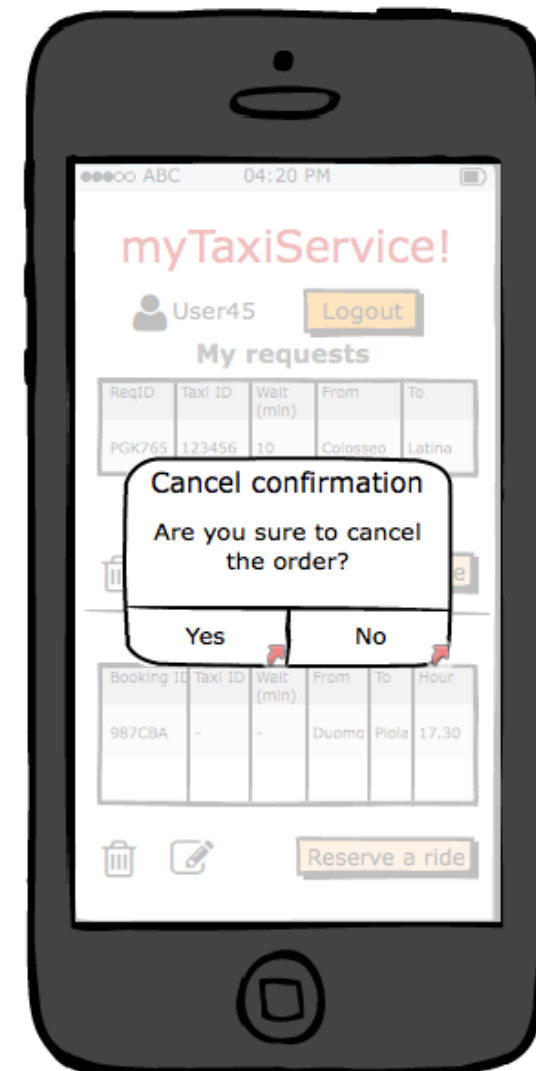 ABC 04:20 PM
myTaxiService!
User45 Logout
My requests
ReqID Taxi ID Wait (min) From To
PGK765 123456 10 Colosseo Latina
Cancel confirmation
Are you sure to cancel
the order?
Yes No
Booking ID Taxi ID Wait (min) From To Hour
987CBA - - Duomo Piola 17.30
Reserve a ride